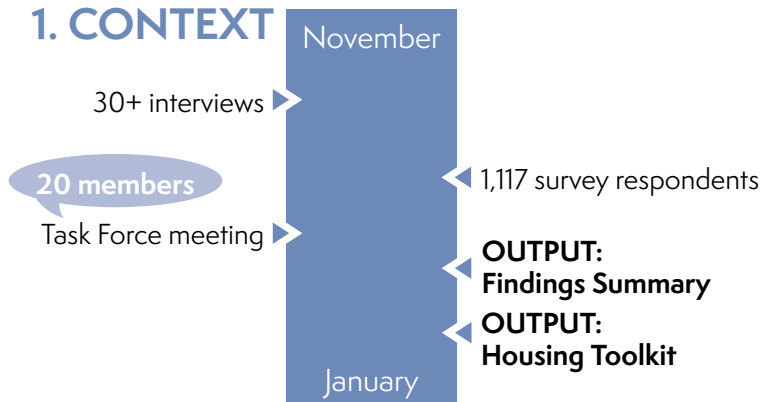 1. CONTEXT
November
30+ interviews
20 members
1,117 survey respondents
Task Force meeting
OUTPUT:
Findings Summary
OUTPUT:
Housing Toolkit
January